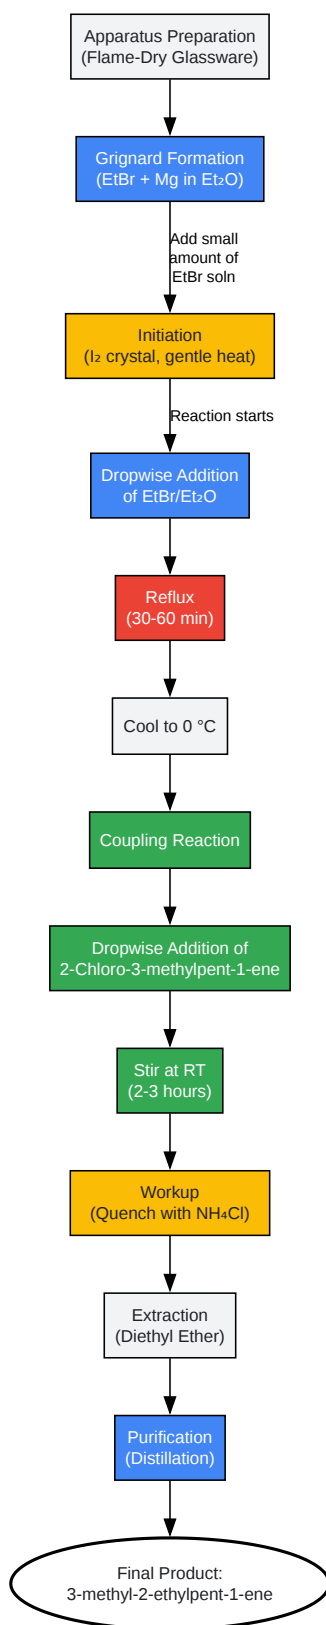 Apparatus Preparation
(Flame-Dry Glassware)
Grignard Formation
(EtBr + Mg in Et₂O)
Add small
amount of
EtBr soln
Initiation
(I₂ crystal, gentle heat)
Reaction starts
Dropwise Addition
of EtBr/Et₂O
Reflux
(30-60 min)
Cool to 0 °C
Coupling Reaction
Dropwise Addition of
2-Chloro-3-methylpent-1-ene
Stir at RT
(2-3 hours)
Workup
(Quench with NH₄Cl)
Extraction
(Diethyl Ether)
Purification
(Distillation)
Final Product:
3-methyl-2-ethylpent-1-ene